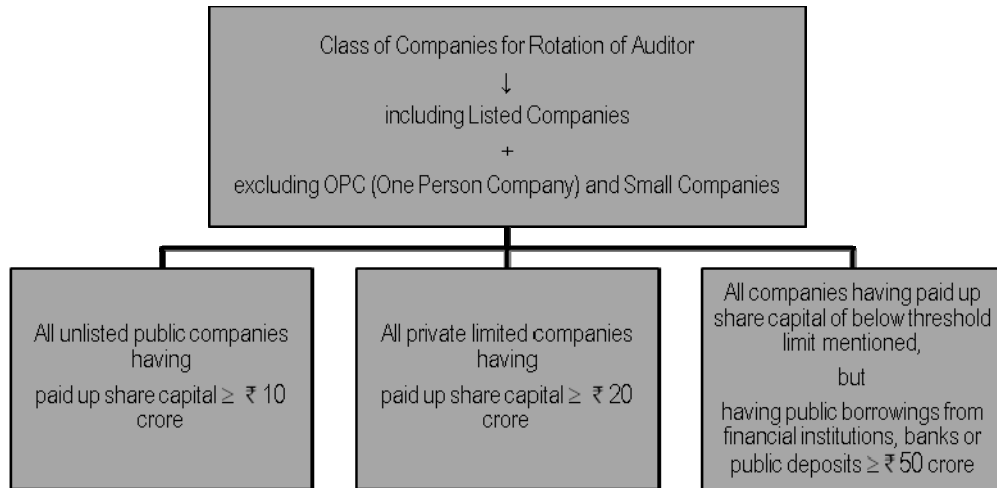 Class of Companies for Rotation of Auditor
↓
including Listed Companies
+
excluding OPC (One Person Company) and Small Companies
All unlisted public companies
having
paid up share capital ≥ ₹ 10
crore
All private limited companies
having
paid up share capital ≥ ₹ 20
crore
All companies having paid up
share capital of below threshold
limit mentioned,
but
having public borrowings from
financial institutions, banks or
public deposits ≥ ₹ 50 crore